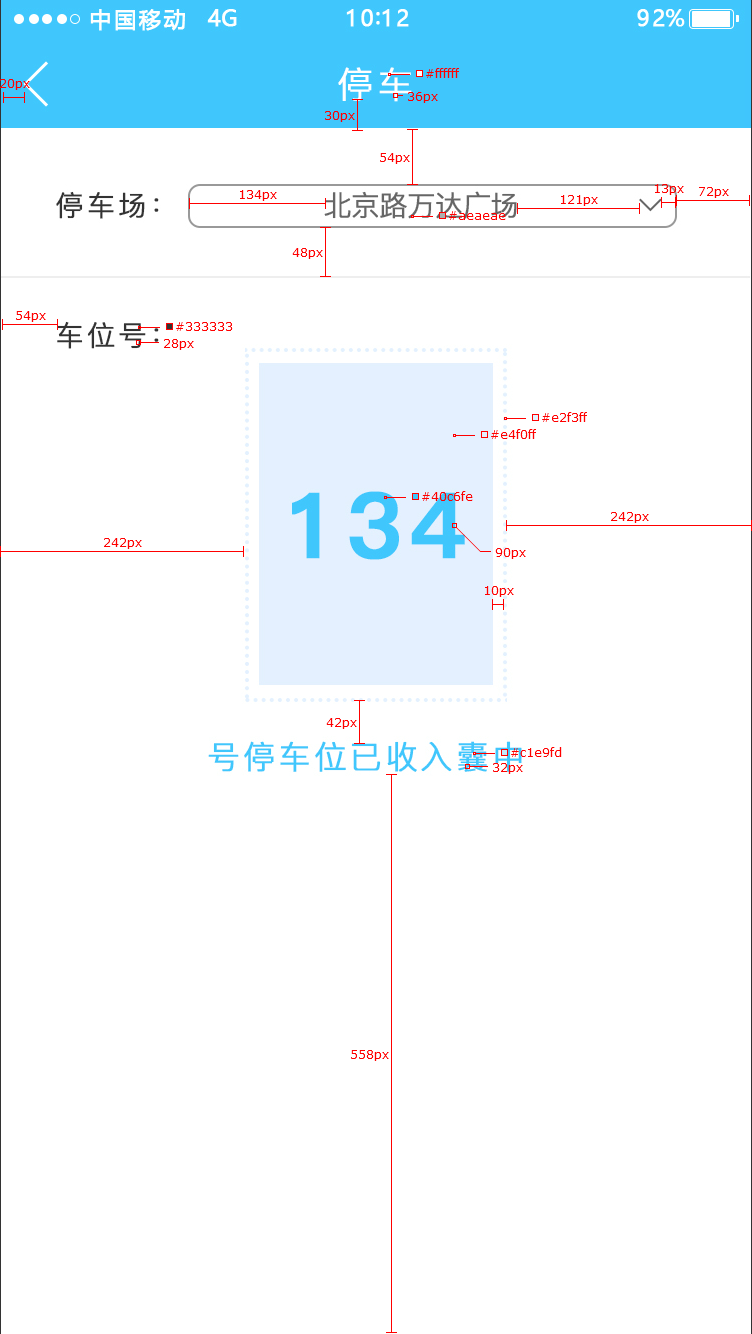 中国移动 4G 10:12 92%
20px
停车
#ffffff
36px
30px
54px
停车场：
134px
北京路万达广场
#aeaeae
121px
13px
72px
48px
54px
车位号：
#333333
28px
#e2f3ff
#e4f0ff
134
#40c6fe
90px
242px
242px
10px
42px
号停车位已收入囊中
#c1e9fd
32px
558px